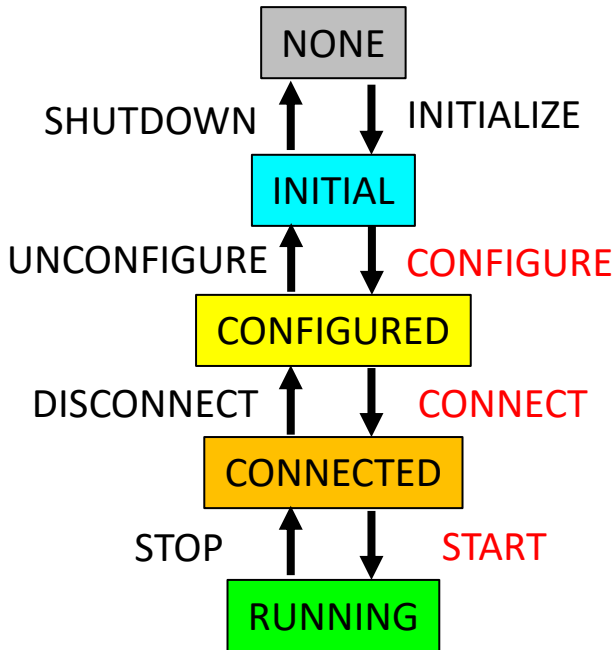 NONE
SHUTDOWN
INITIALIZE
INITIAL
UNCONFIGURE
CONFIGURE
CONFIGURED
DISCONNECT
CONNECT
CONNECTED
STOP
START
RUNNING